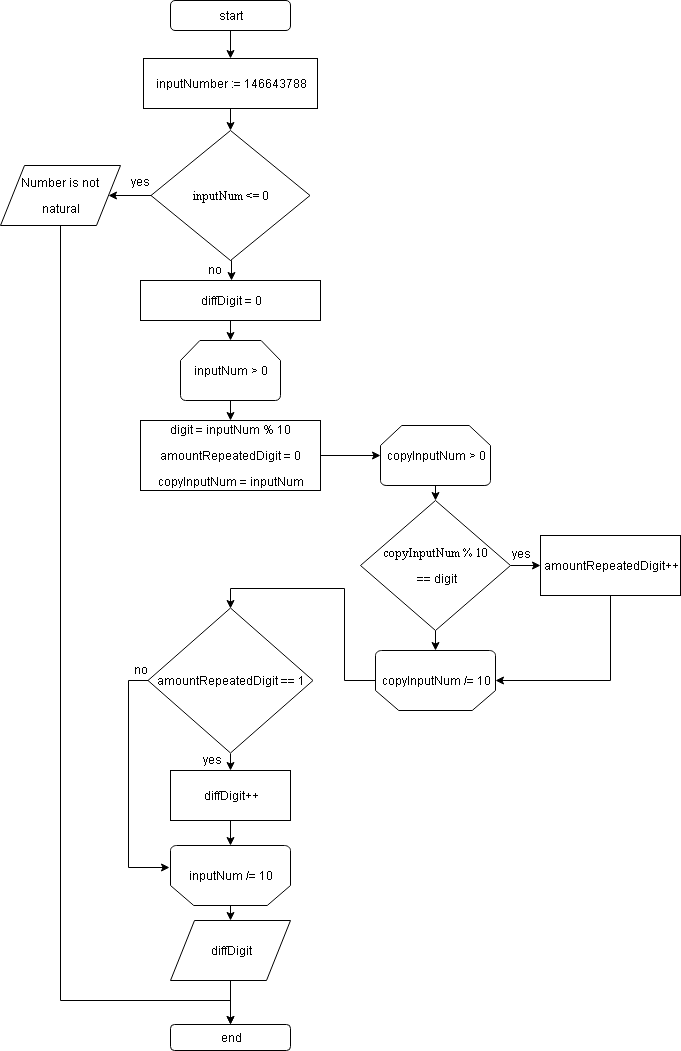 start
inputNumber := 146643788
inputNum <= 0
yes
Number is not
natural
no
diffDigit = 0
inputNum > 0
digit = inputNum % 10
amountRepeatedDigit = 0
copyInputNum = inputNum
copyInputNum > 0
copyInputNum % 10
== digit
yes
amountRepeatedDigit++
copyInputNum /= 10
amountRepeatedDigit == 1
no
yes
diffDigit++
inputNum /= 10
diffDigit
end